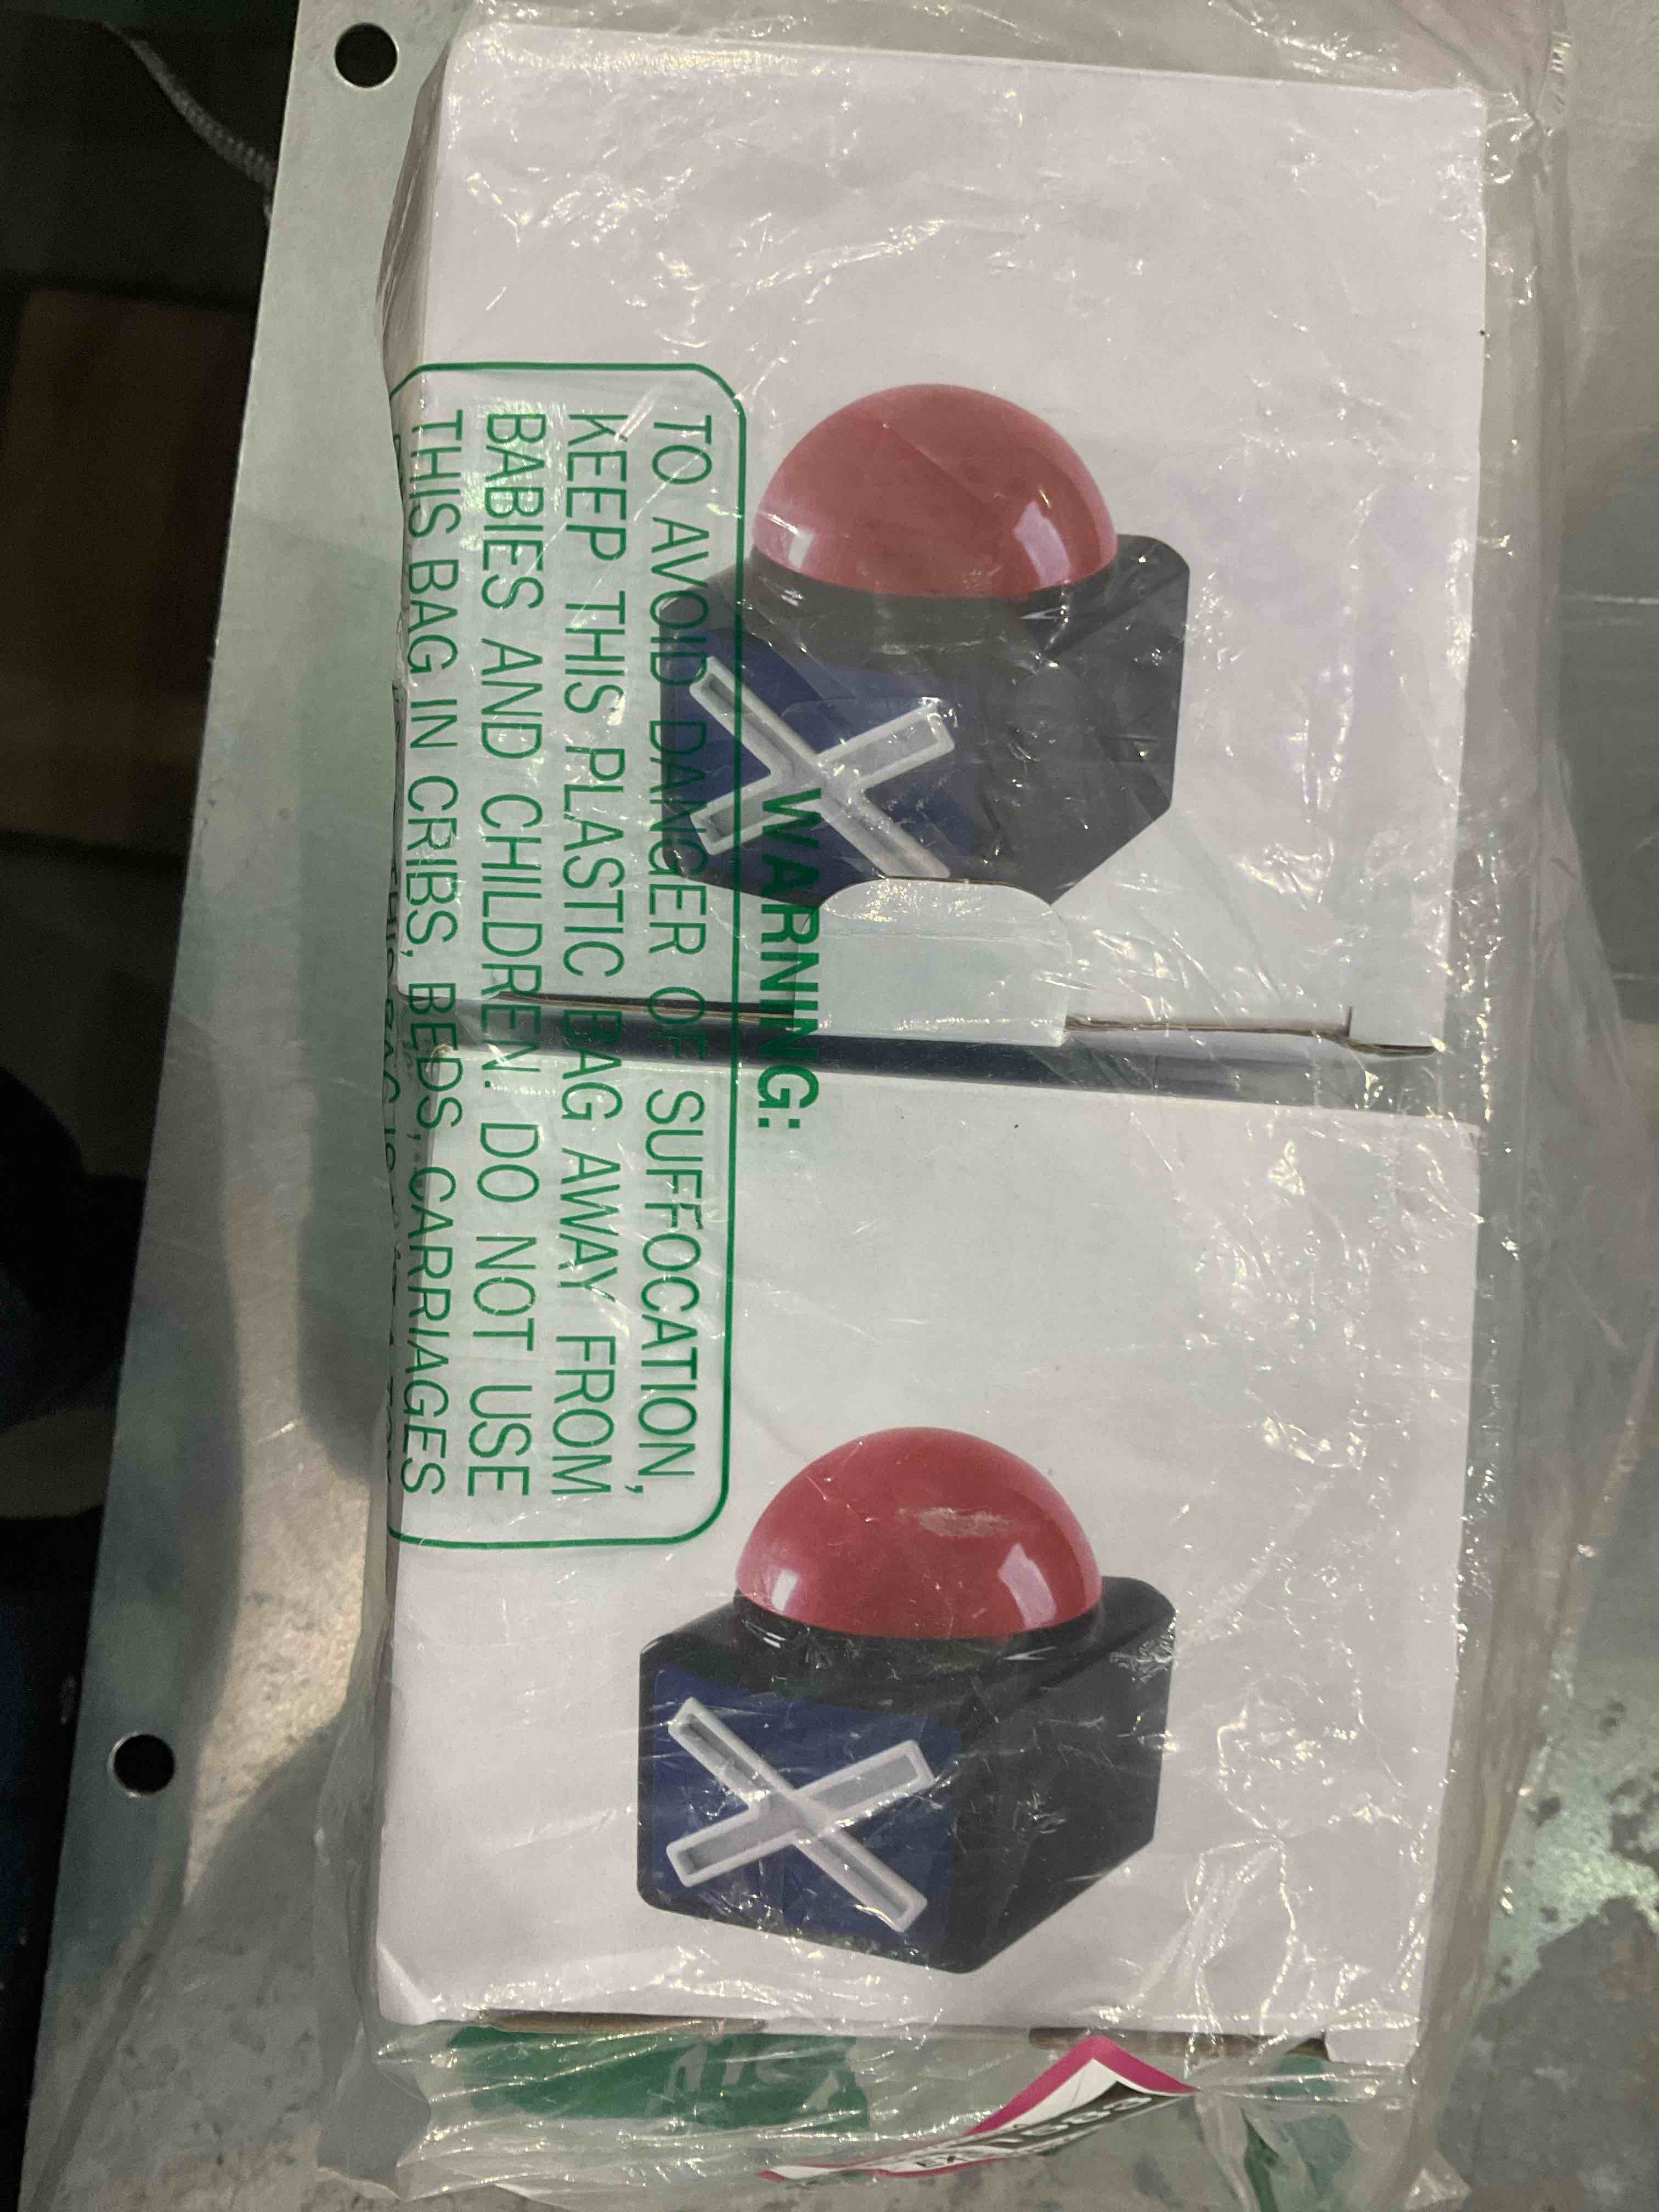 WARNING:
TO AVOID DANGER OF SUFFOCATION,
KEEP THIS PLASTIC BAG AWAY FROM
BABIES AND CHILDREN. DO NOT USE
THIS BAG IN CRIBS, BEDS, CARRIAGES